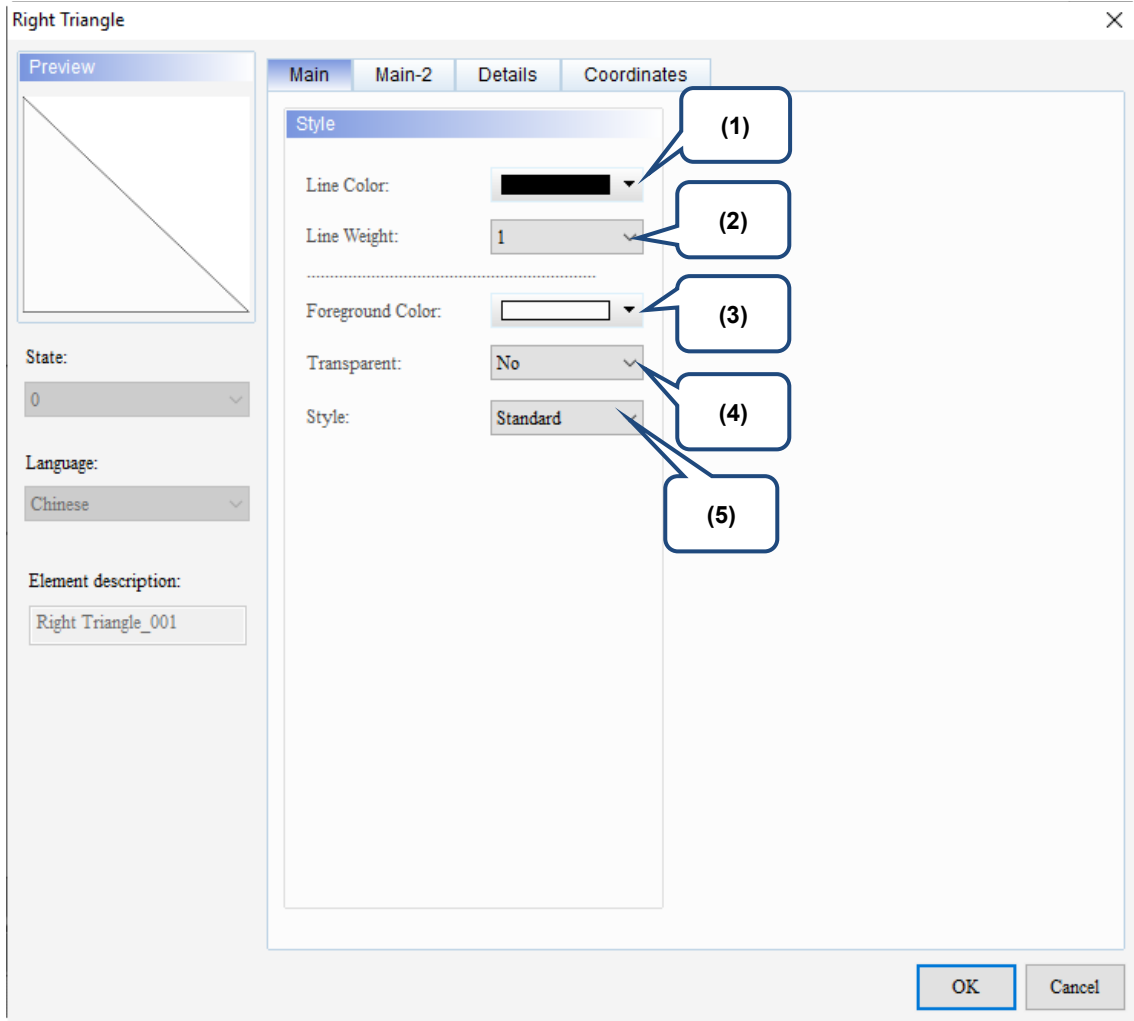 Right Triangle
Preview
Main Main-2 Details Coordinates
Style
(1)
Line Color:
(2)
Line Weight: 1
(3)
Foreground Color:
Transparent: No
(4)
Style: Standard
(5)
State:
0
Language:
Chinese
Element description:
Right Triangle_001
OK Cancel